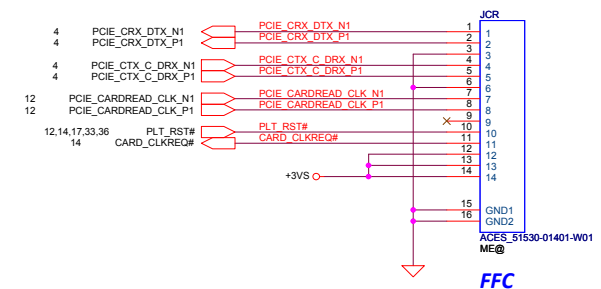 JCR
4 PCIE_CRX_DTX_N1 PCIE_CRX_DTX_N1 1 1
4 PCIE_CRX_DTX_P1 PCIE_CRX_DTX_P1 2 2
3 3
4 PCIE_CTX_C_DRX_N1 PCIE_CTX_C_DRX_N1 4 4
4 PCIE_CTX_C_DRX_P1 PCIE_CTX_C_DRX_P1 5 5
6 6
12 PCIE_CARDREAD_CLK_N1 PCIE_CARDREAD_CLK_N1 7 7
12 PCIE_CARDREAD_CLK_P1 PCIE_CARDREAD_CLK_P1 8 8
9 9
12,14,17,33,36 PLT_RST# PLT_RST# 10 10
14 CARD_CLKREQ# CARD_CLKREQ# 11 11
12 12
13 13
+3VS 14 14
15 GND1
16 GND2
ACES_51530-01401-W01
ME@
FFC